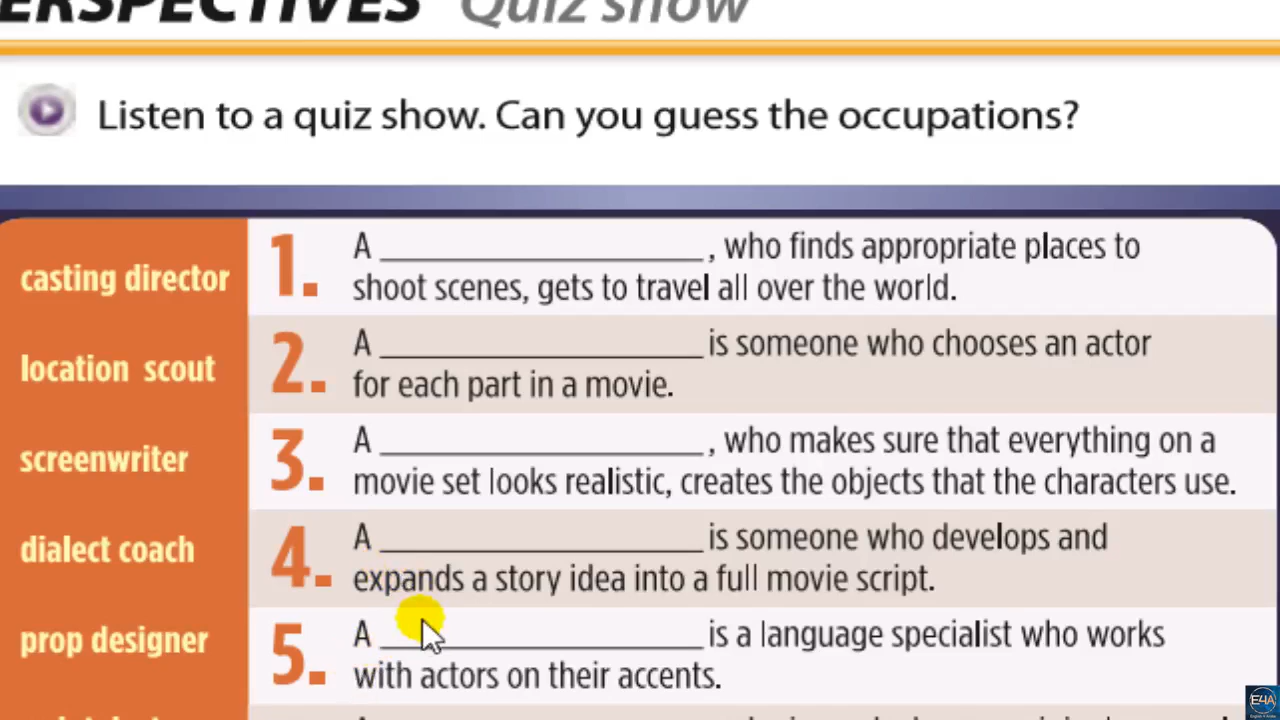 PERSPECTIVES Quiz show
Listen to a quiz show. Can you guess the occupations?
casting director
location scout
screenwriter
dialect coach
prop designer
1. A ____________________, who finds appropriate places to
shoot scenes, gets to travel all over the world.
2. A ____________________ is someone who chooses an actor
for each part in a movie.
3. A ____________________, who makes sure that everything on a
movie set looks realistic, creates the objects that the characters use.
4. A ____________________ is someone who develops and
expands a story idea into a full movie script.
5. A ____________________ is a language specialist who works
with actors on their accents.
E4A